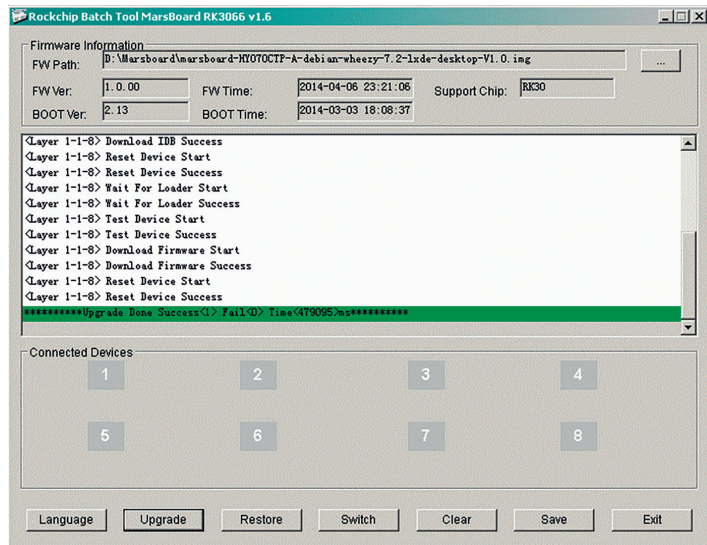 Rockchip Batch Tool MarsBoard RK3066 v1.6
Firmware Information
FW Path: D:\Marsboard\marsboard-HY070CTP-A-debian-wheezy-7.2-lxde-desktop-V1.0.img ...
FW Ver: 1.0.00 FW Time: 2014-04-06 23:21:06 Support Chip: RK30
BOOT Ver: 2.13 BOOT Time: 2014-03-03 18:08:37
<Layer 1-1-8> Download IDB Success
<Layer 1-1-8> Reset Device Start
<Layer 1-1-8> Reset Device Success
<Layer 1-1-8> Wait For Loader Start
<Layer 1-1-8> Wait For Loader Success
<Layer 1-1-8> Test Device Start
<Layer 1-1-8> Test Device Success
<Layer 1-1-8> Download Firmware Start
<Layer 1-1-8> Download Firmware Success
<Layer 1-1-8> Reset Device Start
<Layer 1-1-8> Reset Device Success
**********Upgrade Done Success<1> Fail<0> Time<479095>ms**********
Connected Devices
1 2 3 4
5 6 7 8
Language Upgrade Restore Switch Clear Save Exit